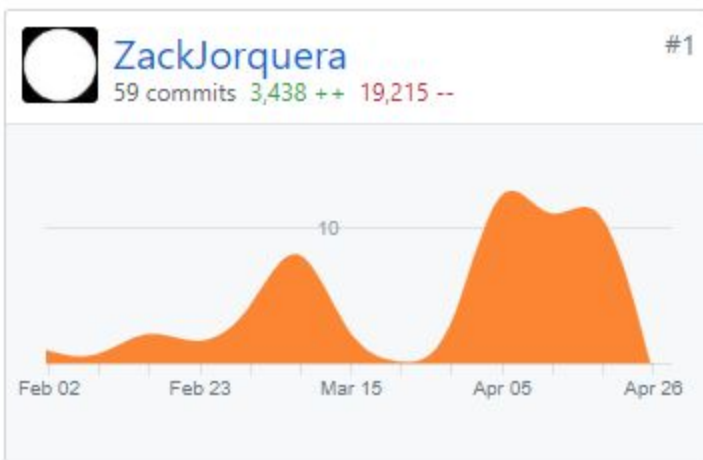 ZackJorquera
#1
59 commits 3,438 ++ 19,215 --
10
Feb 02 Feb 23 Mar 15 Apr 05 Apr 26